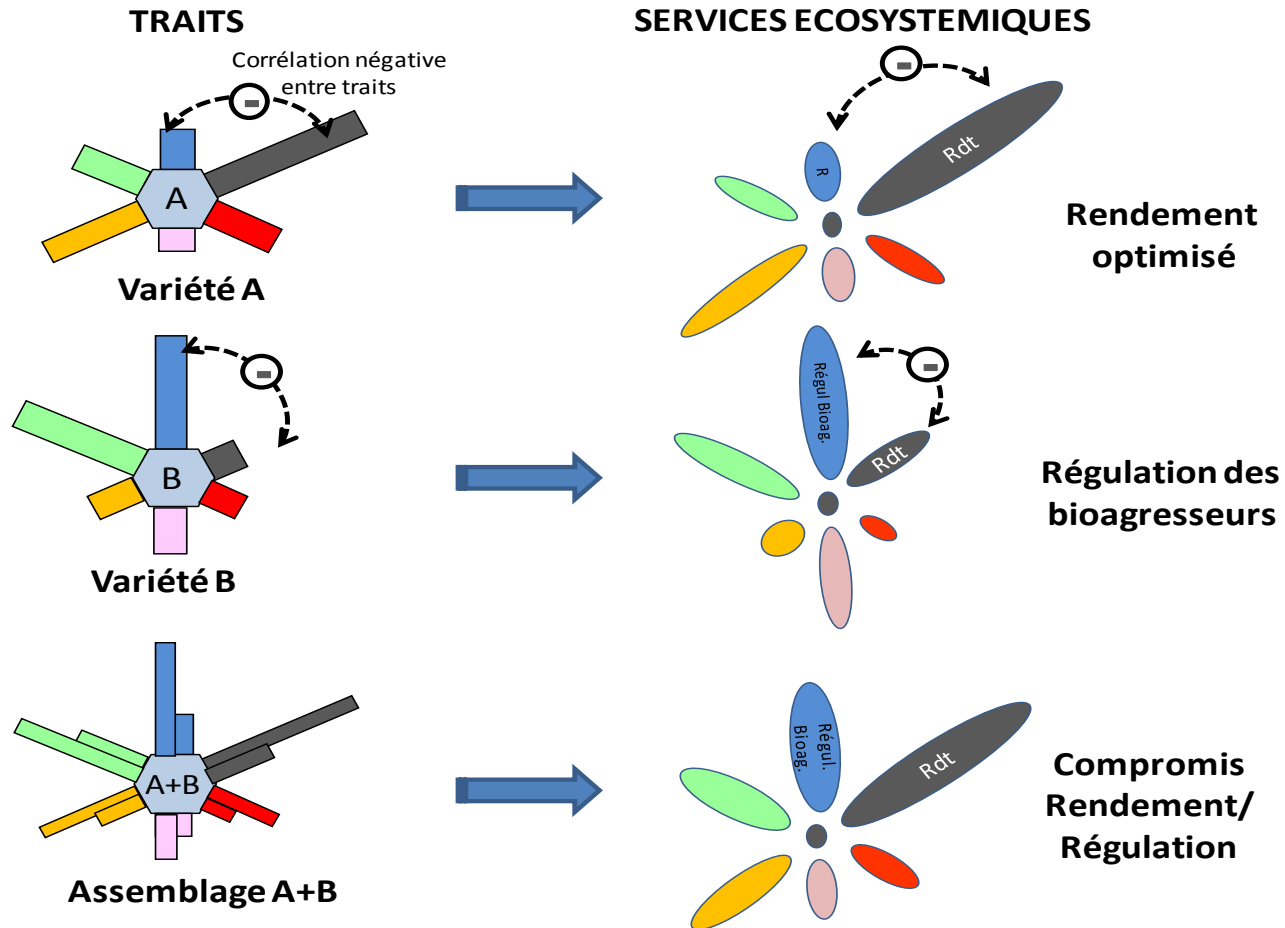 TRAITS
SERVICES ECOSYSTEMIQUES
Corrélation négative
entre traits
-
A
Variété A
-
R
Rdt
Rendement
optimisé
-
B
Variété B
-
Régul Bioag.
Rdt
Régulation des
bioagresseurs
A+B
Assemblage A+B
Régul.
Bioag.
Rdt
Compromis
Rendement/
Régulation